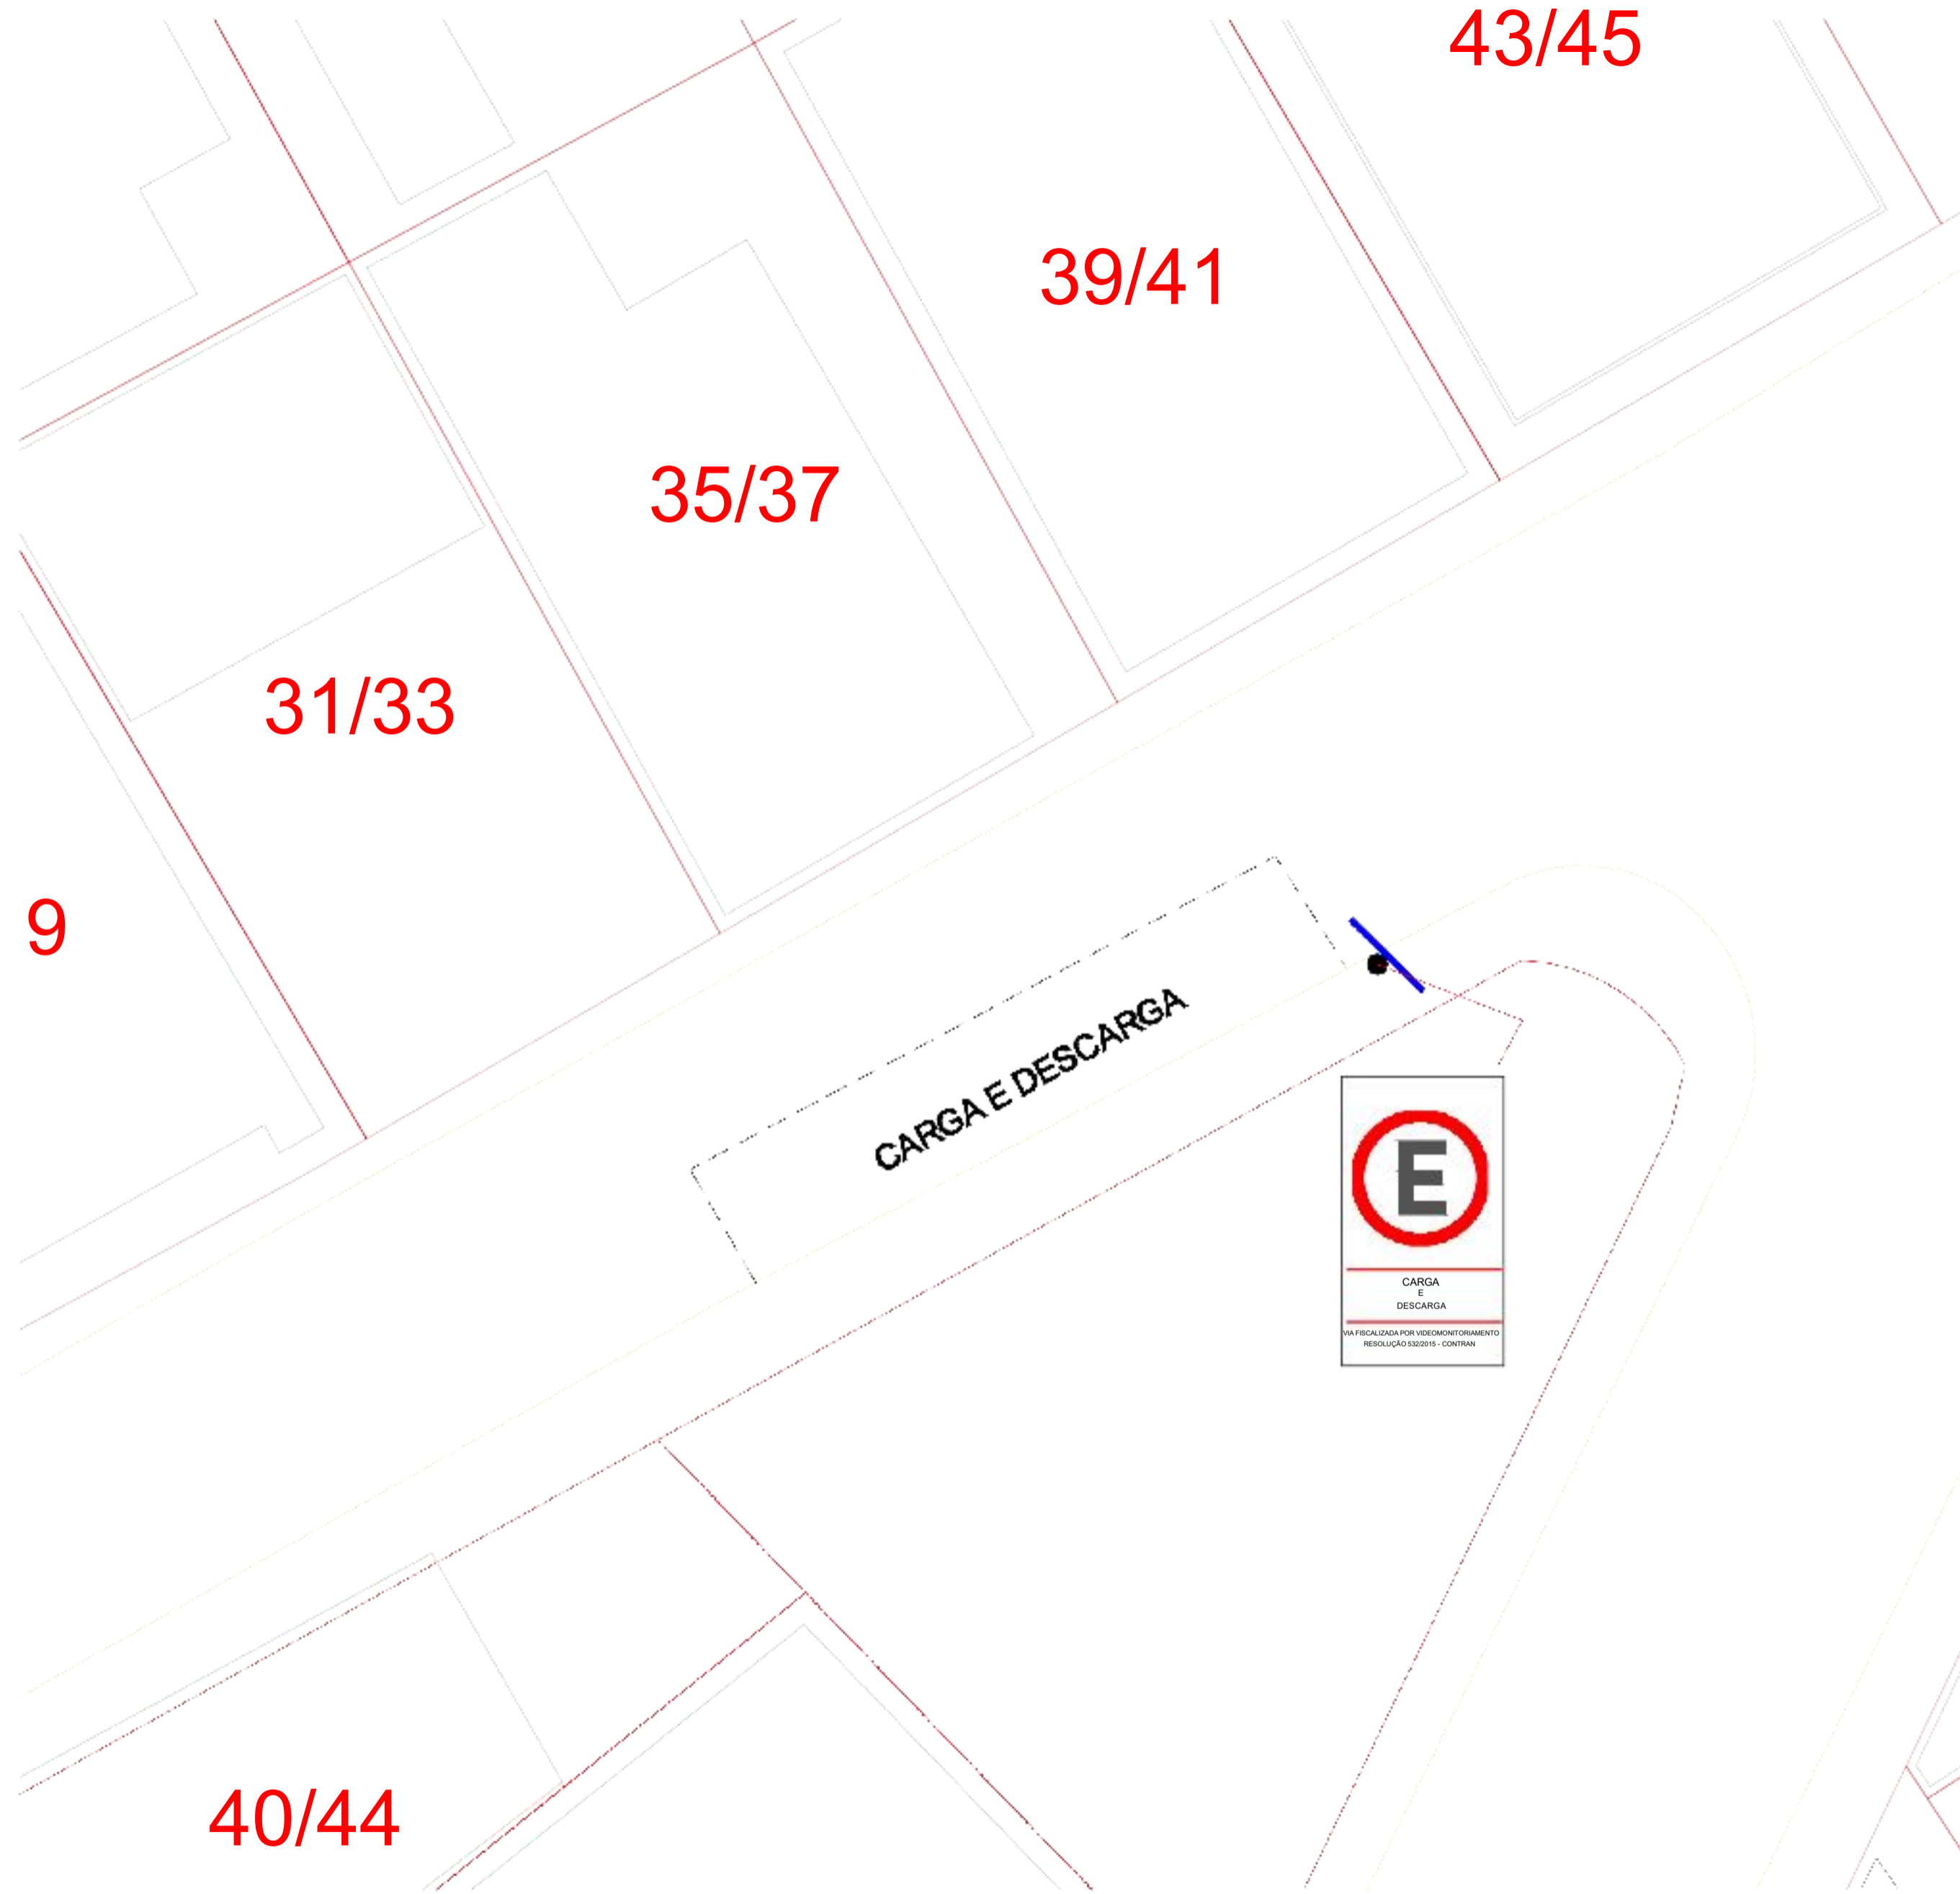 43/45
39/41
35/37
31/33
9
CARGA E DESCARGA
E
CARGA
E
DESCARGA
VIA FISCALIZADA POR VIDEOMONITORIAMENTO
RESOLUÇÃO 532/2015 - CONTRAN
40/44